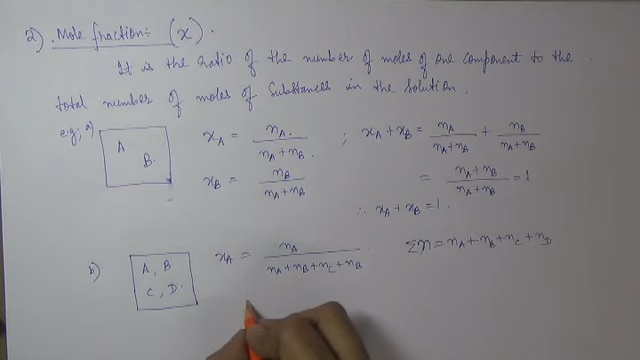 2) Mole fraction:- (x).
It is the ratio of the number of moles of one component to the
total number of moles of substances in the solution.
e.g; a) A B. x_A = n_A / (n_A + n_B) ; x_A + x_B = n_A / (n_A + n_B) + n_B / (n_A + n_B)
x_B = n_B / (n_A + n_B) = (n_A + n_B) / (n_A + n_B) = 1
∴ x_A + x_B = 1.
b) A, B C, D. x_A = n_A / (n_A + n_B + n_C + n_B) Σn = n_A + n_B + n_C + n_D